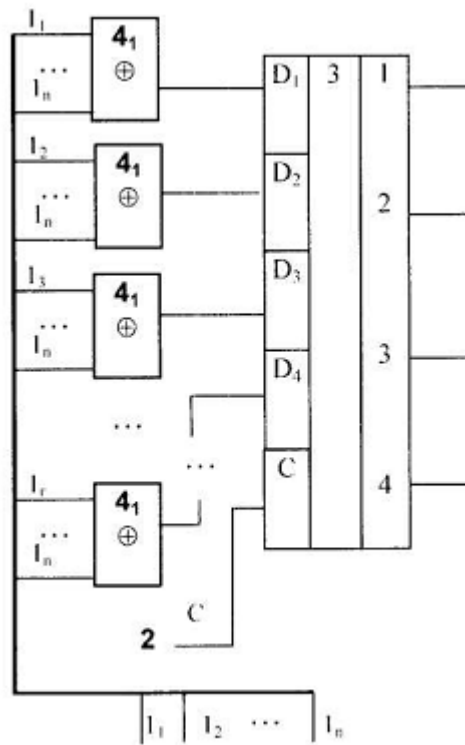 I₁
4₁
⊕
...
Iₙ
D₁ 3 1
I₂
4₁
⊕
...
Iₙ
D₂
2
I₃
4₁
⊕
...
Iₙ
D₃
3
D₄
...
...
C
4
Iᵣ
4₁
⊕
...
Iₙ
C
2
I₁ I₂ ... Iₙ